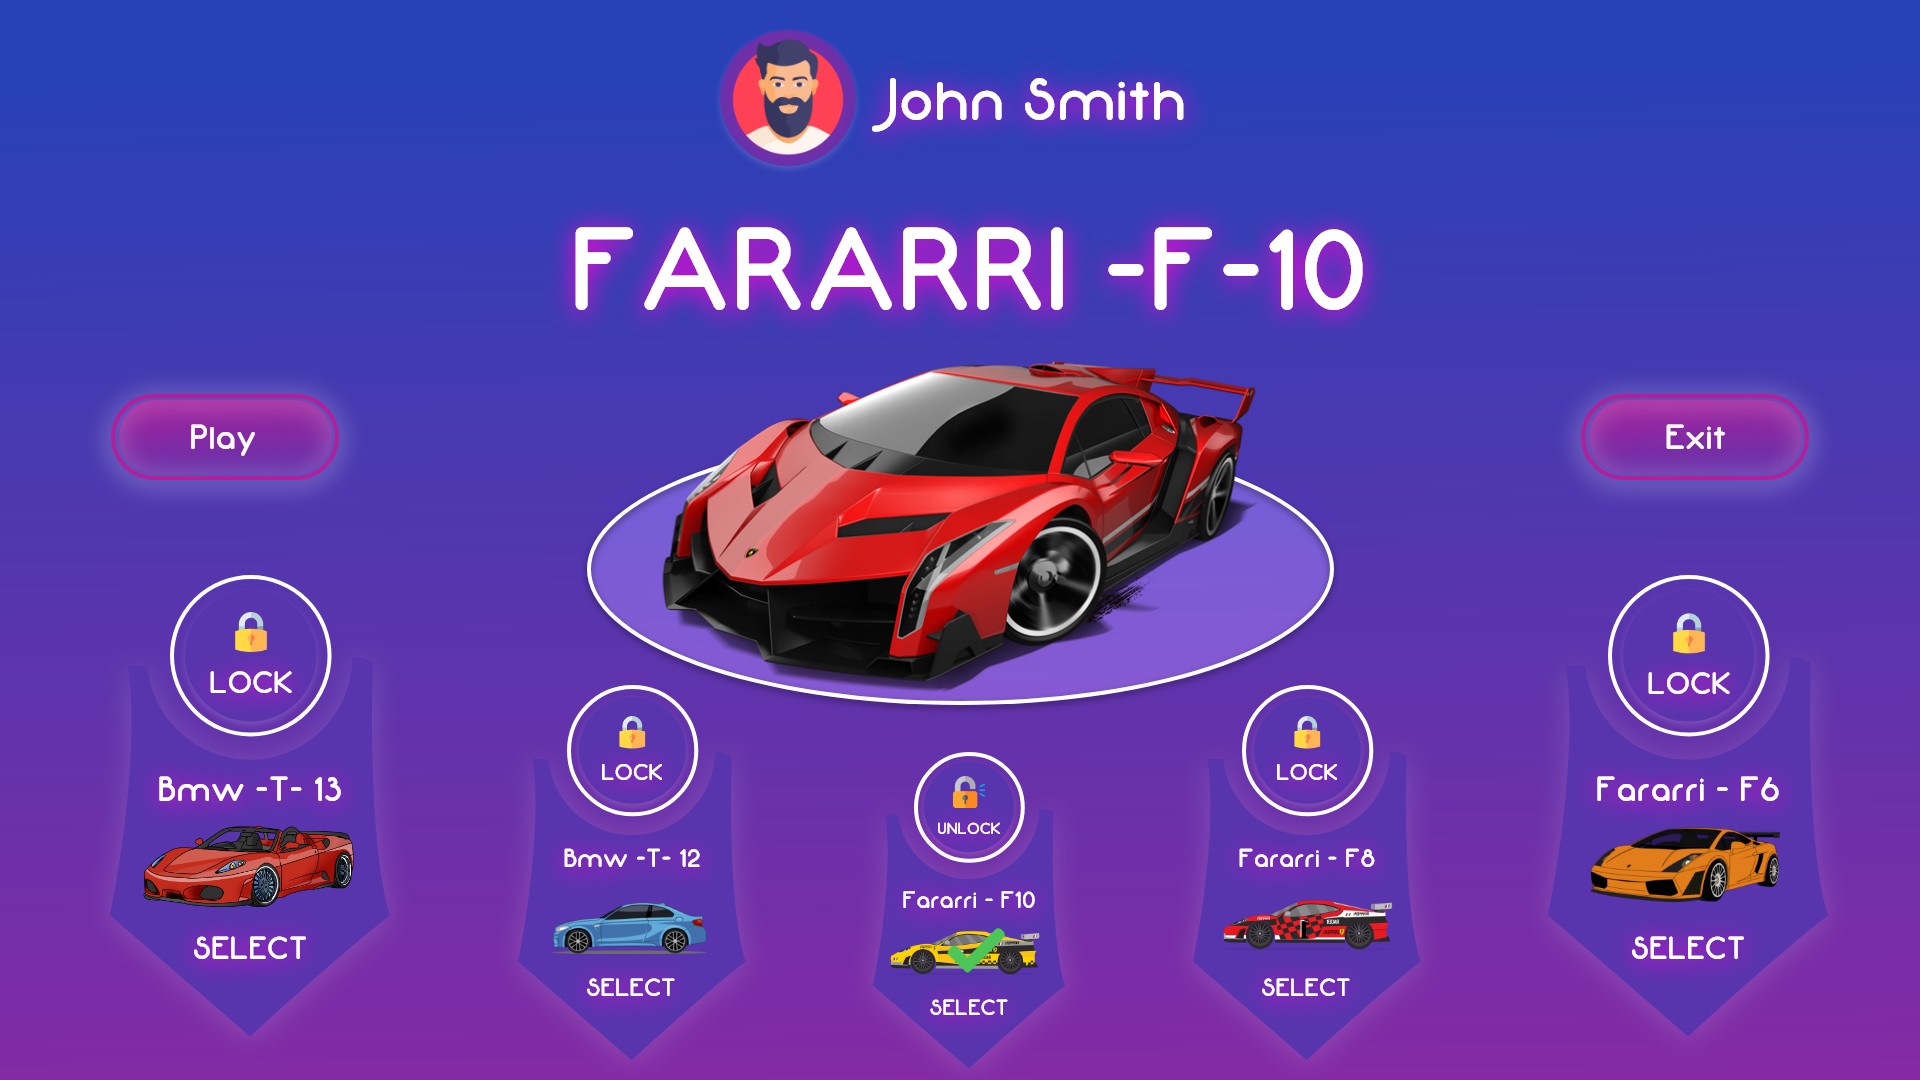 John Smith
FARARRI -F-10
Play
Exit
LOCK
Bmw -T- 13
SELECT
LOCK
Bmw -T- 12
SELECT
UNLOCK
Fararri - F10
SELECT
LOCK
Fararri - F8
SELECT
LOCK
Fararri - F6
SELECT